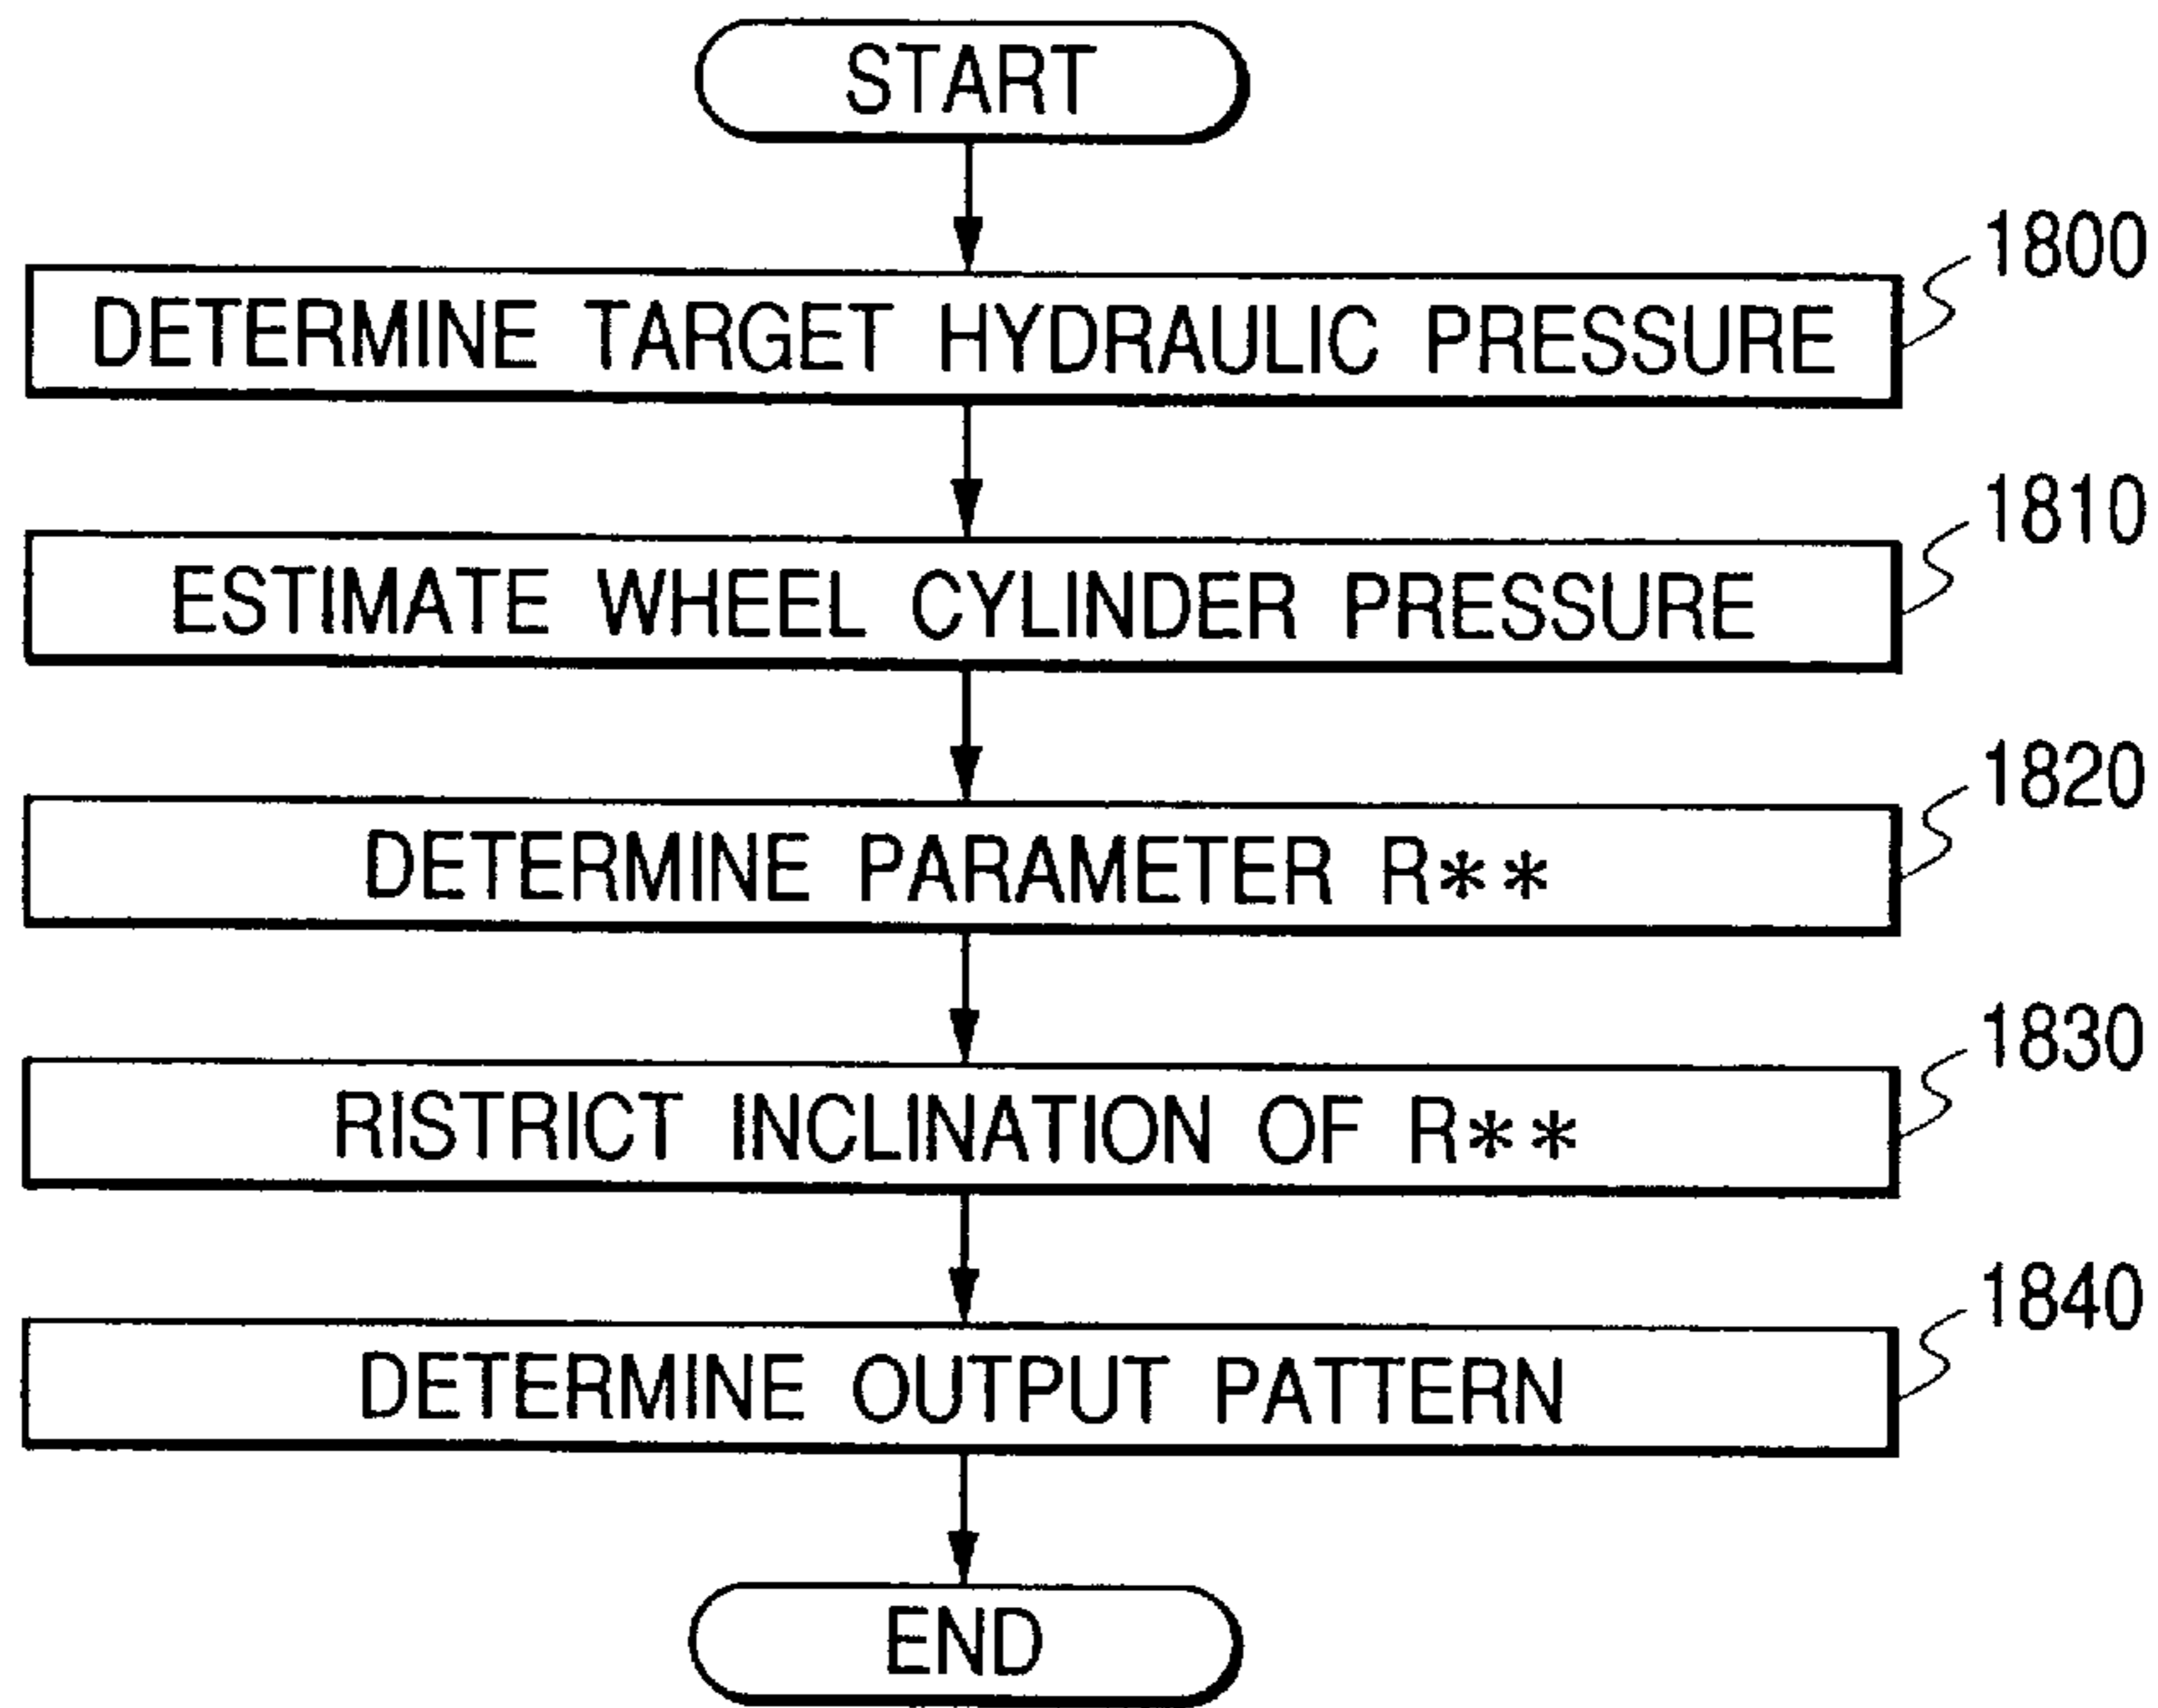 START
1800
DETERMINE TARGET HYDRAULIC PRESSURE
1810
ESTIMATE WHEEL CYLINDER PRESSURE
1820
DETERMINE PARAMETER R**
1830
RISTRICT INCLINATION OF R**
1840
DETERMINE OUTPUT PATTERN
END